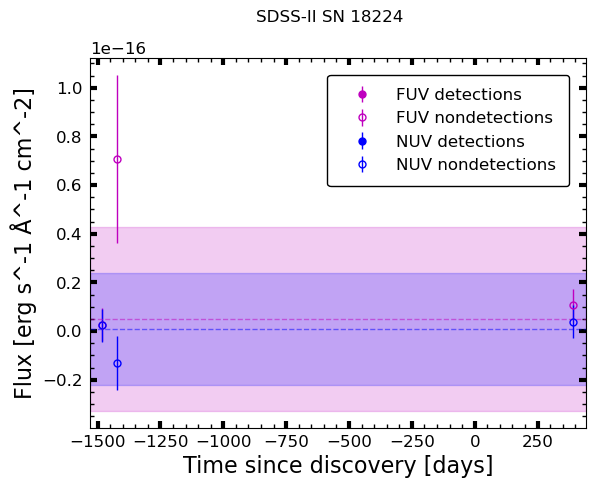 SDSS-II SN 18224
1e−16
FUV detections
FUV nondetections
NUV detections
NUV nondetections
Flux [erg s^-1 Å^-1 cm^-2]
1.0
0.8
0.6
0.4
0.2
0.0
−0.2
−1500 −1250 −1000 −750 −500 −250 0 250
Time since discovery [days]